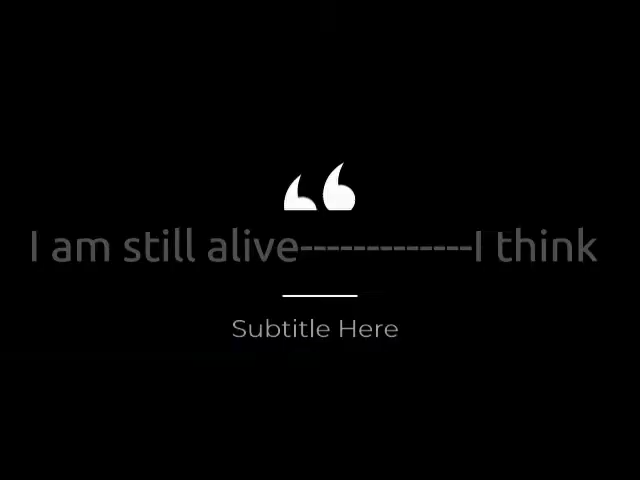 “
I am still alive-------------I think
Subtitle Here